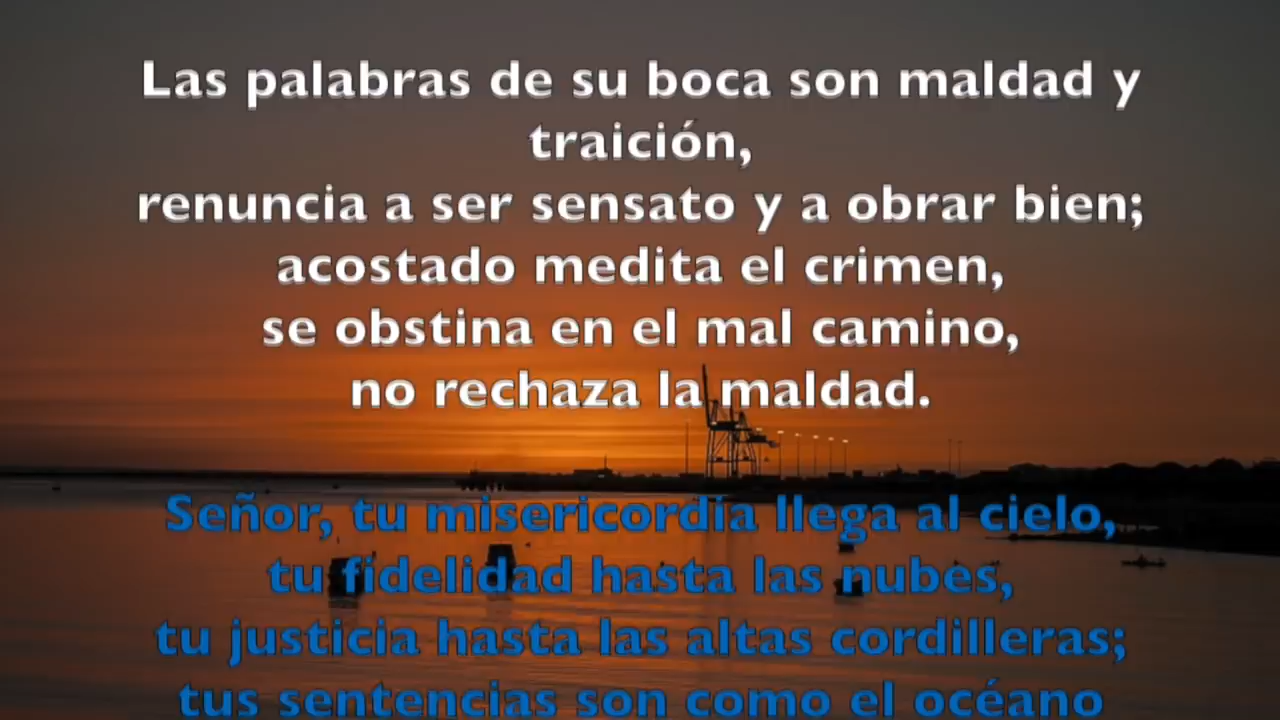 Las palabras de su boca son maldad y
traición,
renuncia a ser sensato y a obrar bien;
acostado medita el crimen,
se obstina en el mal camino,
no rechaza la maldad.
Señor, tu misericordia llega al cielo,
tu fidelidad hasta las nubes,
tu justicia hasta las altas cordilleras;
tus sentencias son como el océano